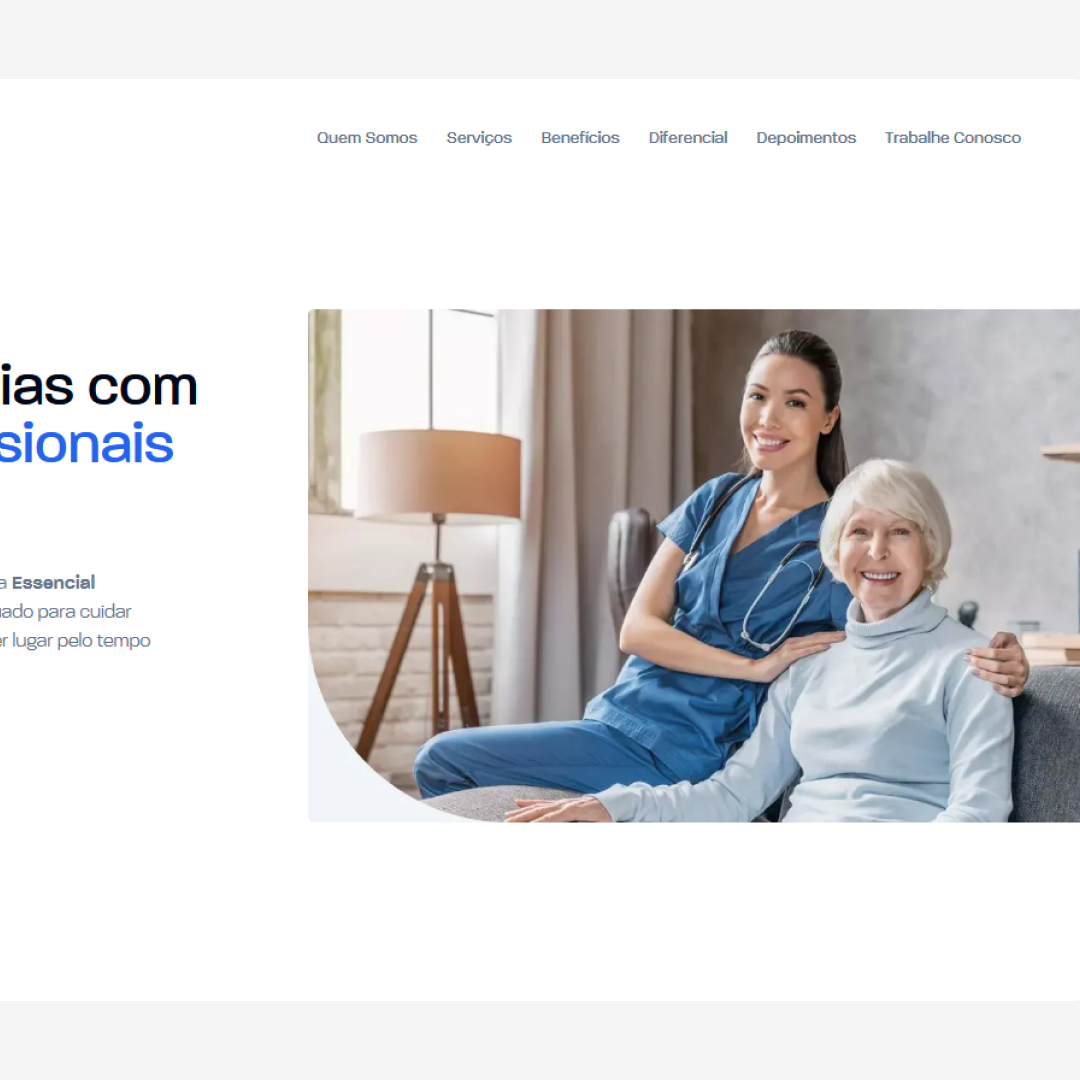 Quem Somos Serviços Benefícios Diferencial Depoimentos Trabalhe Conosco
ias com
sionais
a Essencial
uado para cuidar
er lugar pelo tempo